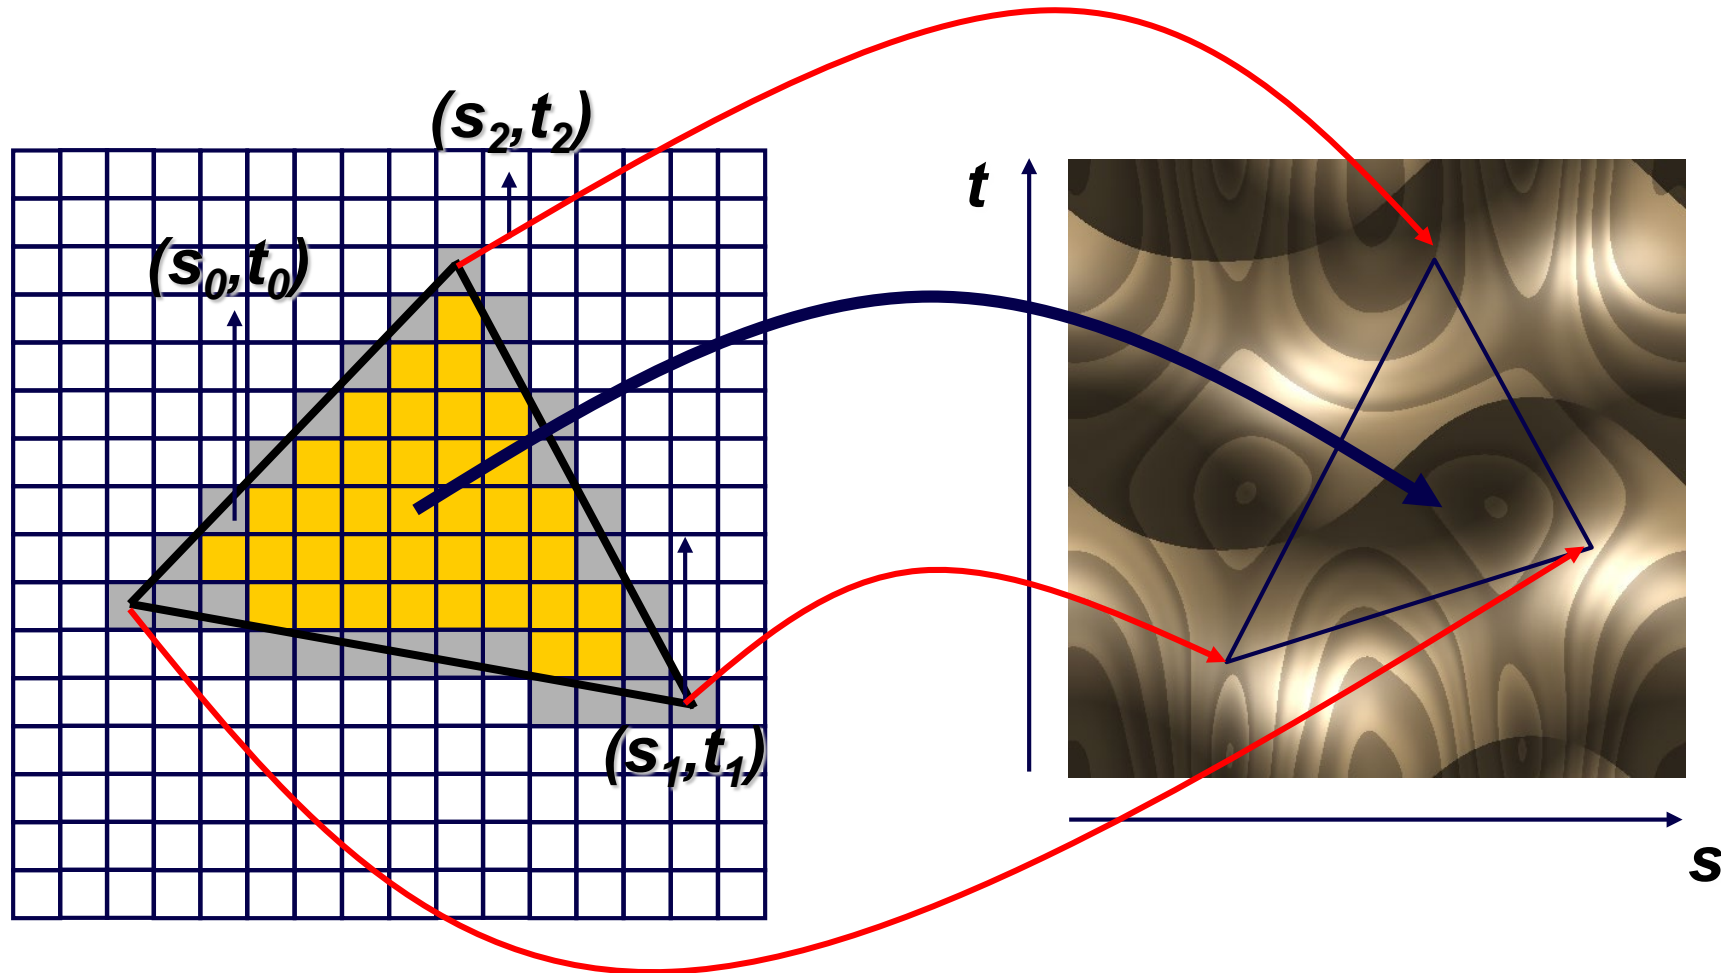 (s₂,t₂)
t
(s₀,t₀)
(s₁,t₁)
s